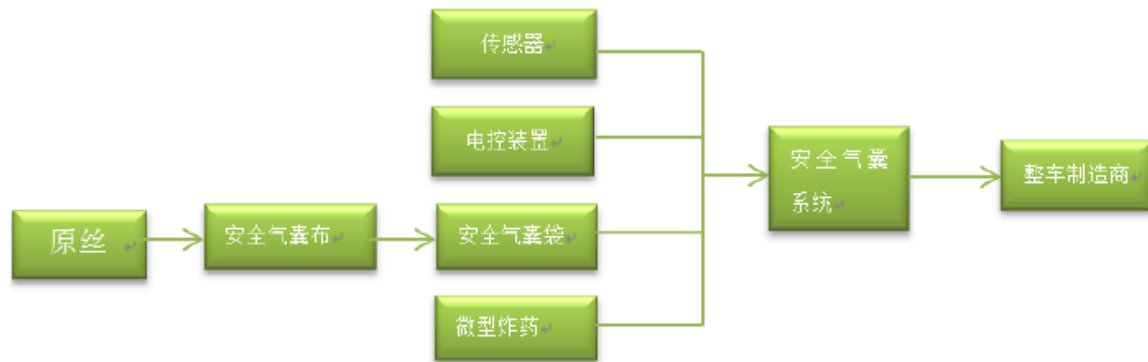 传感器
电控装置
安全气囊
系统
整车制造商
原丝
安全气囊布
安全气囊袋
微型炸药